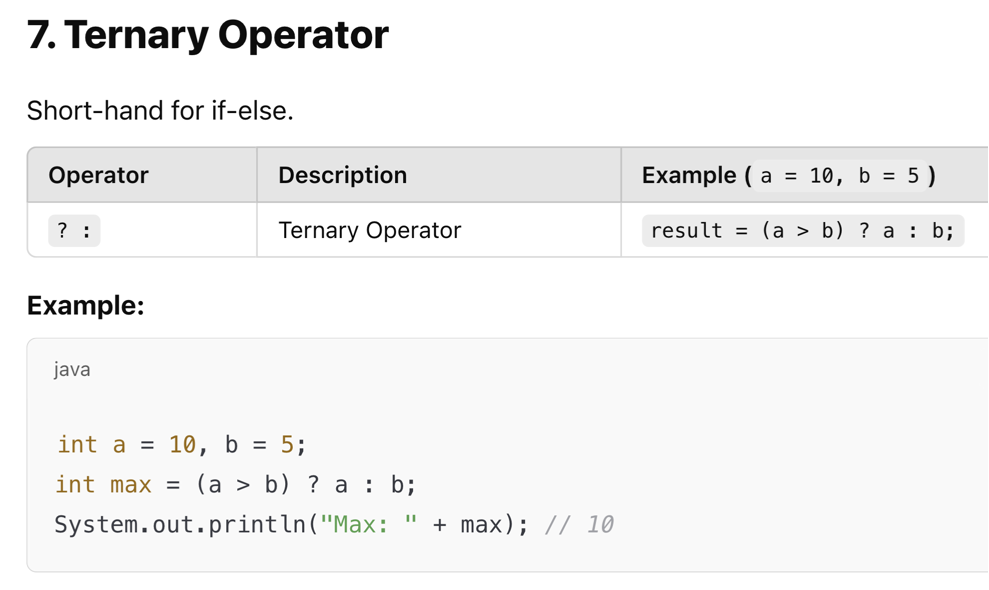 7. Ternary Operator
Short-hand for if-else.
Operator Description Example ( a = 10, b = 5 )
? : Ternary Operator result = (a > b) ? a : b;
Example:
java
int a = 10, b = 5;
int max = (a > b) ? a : b;
System.out.println("Max: " + max); // 10